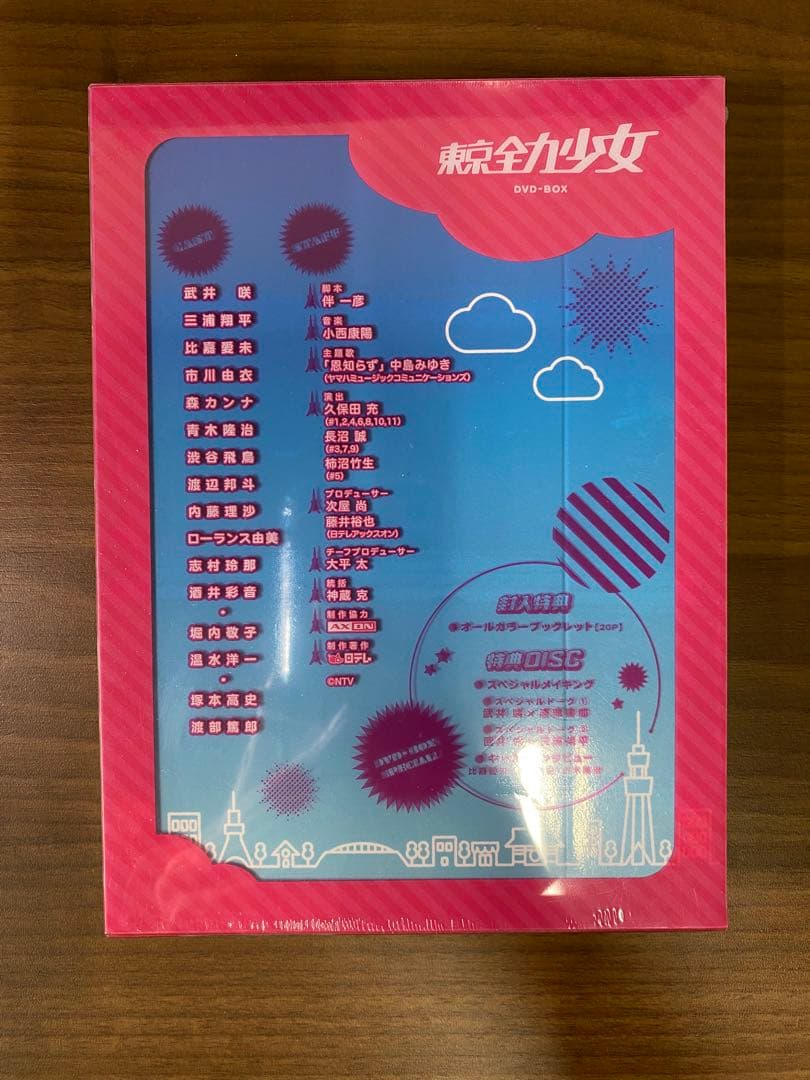 東京全力少女
DVD-BOX
CAST
武井 咲
三浦翔平
比嘉愛未
市川由衣
森カンナ
青木隆治
渋谷飛鳥
渡辺邦斗
内藤理沙
ローランス由美
志村玲那
酒井彩音
・
堀内敬子
温水洋一
・
塚本高史
渡部篤郎
STAFF
脚本
伴 一彦
音楽
小西康陽
主題歌
「恩知らず」中島みゆき
(ヤマハミュージックコミュニケーションズ)
演出
久保田 充
(#1,2,4,6,8,10,11)
長沼 誠
(#3,7,9)
柿沼竹生
(#5)
プロデューサー
次屋 尚
藤井裕也
(日テレアックスオン)
チーフプロデューサー
大平 太
統括
神蔵 克
制作協力
AX-ON
制作著作
日テレ
©NTV
封入特典
オールカラーブックレット[20P]
特典DISC
スペシャルメイキング
スペシャルトーク①
スペシャルトーク②
DVD-BOX
SPECIAL